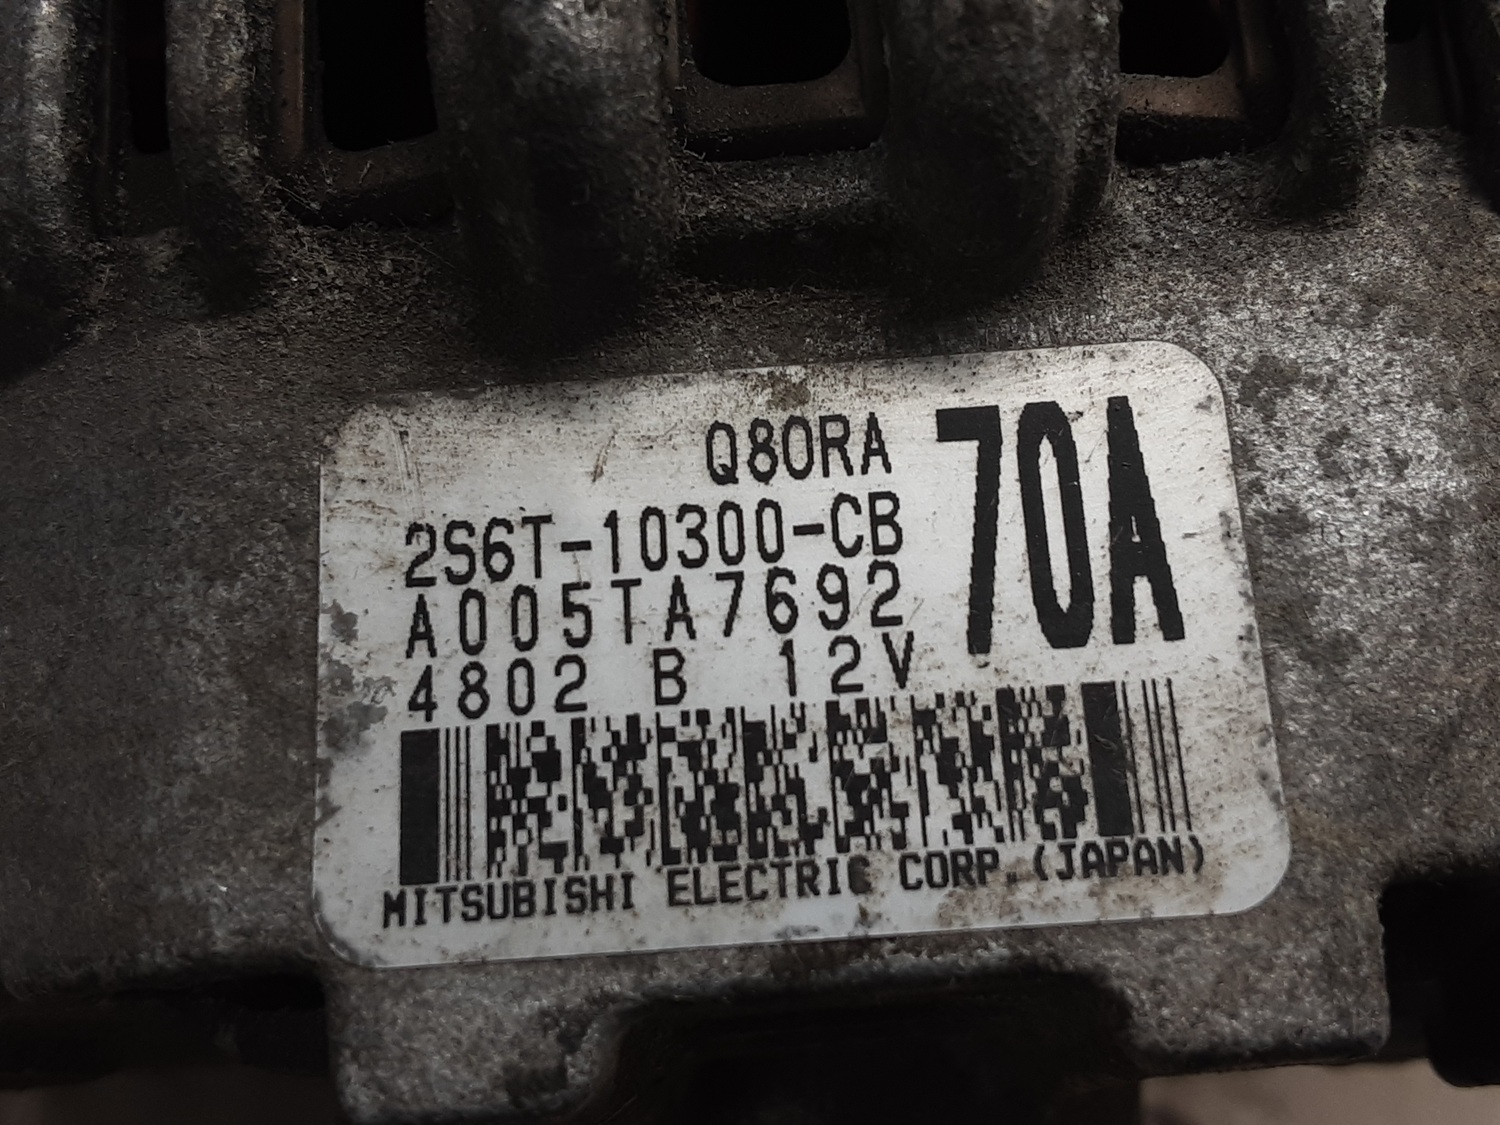 Q80RA 70A
2S6T-10300-CB
A005TA7692
4802 B 12V
MITSUBISHI ELECTRIC CORP. (JAPAN)